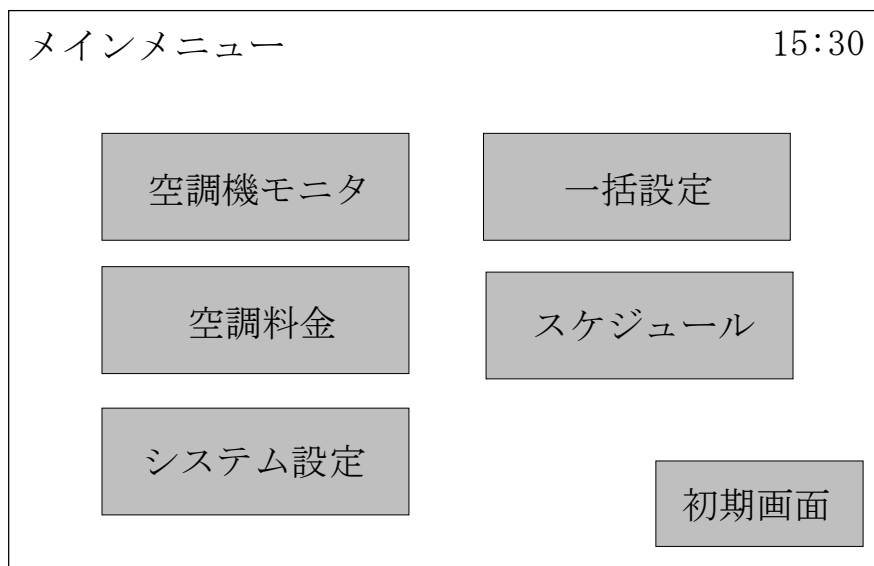 メインメニュー 15:30
空調機モニタ 一括設定
空調料金 スケジュール
システム設定
初期画面